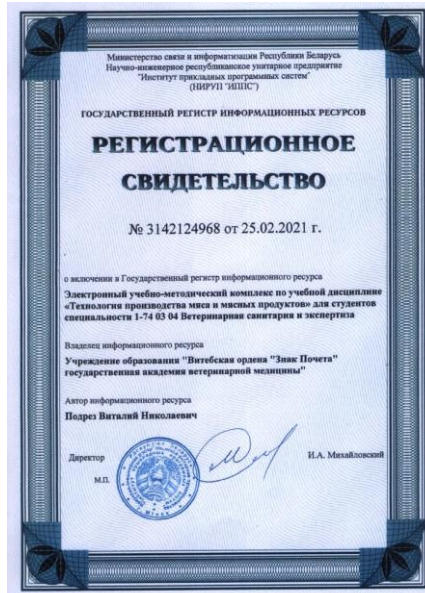 Министерство связи и информатизации Республики Беларусь
Научно-инженерное республиканское унитарное предприятие
"Институт прикладных программных систем"
(НИРУП "ИППС")
ГОСУДАРСТВЕННЫЙ РЕГИСТР ИНФОРМАЦИОННЫХ РЕСУРСОВ
РЕГИСТРАЦИОННОЕ
СВИДЕТЕЛЬСТВО
№ 3142124968 от 25.02.2021 г.
о включении в Государственный регистр информационного ресурса
Электронный учебно-методический комплекс по учебной дисциплине
«Технология производства мяса и мясных продуктов» для студентов
специальности 1-74 03 04 Ветеринарная санитария и экспертиза
Владелец информационного ресурса
Учреждение образования "Витебская ордена "Знак Почета"
государственная академия ветеринарной медицины"
Автор информационного ресурса
Подрез Виталий Николаевич
Директор
И.А. Михайловский
М.П.